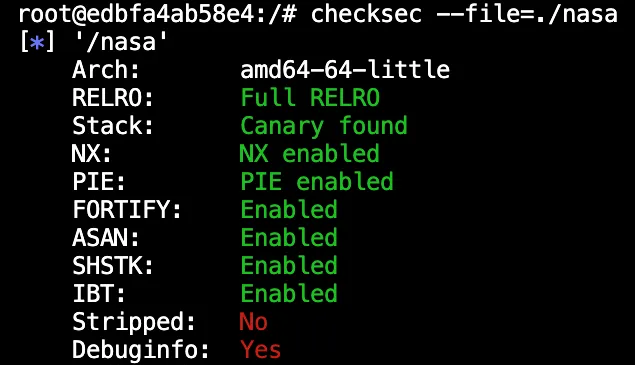 root@edbfa4ab58e4:/# checksec --file=./nasa
[*] '/nasa'
Arch: amd64-64-little
RELRO: Full RELRO
Stack: Canary found
NX: NX enabled
PIE: PIE enabled
FORTIFY: Enabled
ASAN: Enabled
SHSTK: Enabled
IBT: Enabled
Stripped: No
Debuginfo: Yes